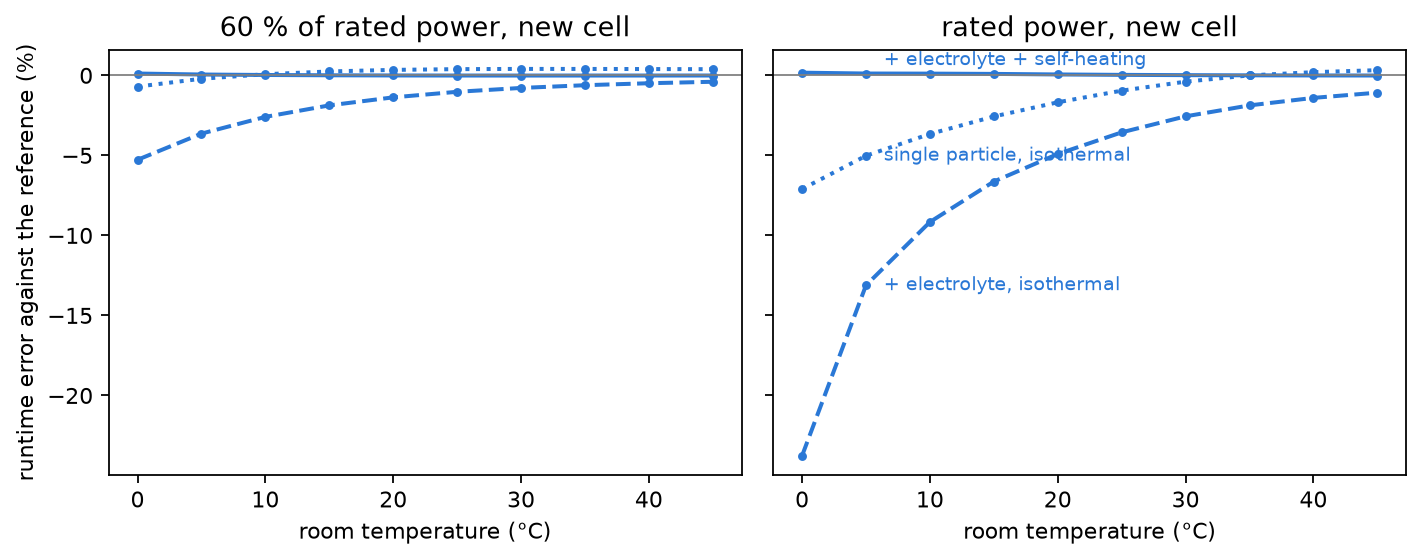 60 % of rated power, new cell
rated power, new cell
runtime error against the reference (%)
0
−5
−10
−15
−20
+ electrolyte + self-heating
single particle, isothermal
+ electrolyte, isothermal
0 10 20 30 40
0 10 20 30 40
room temperature (°C)
room temperature (°C)